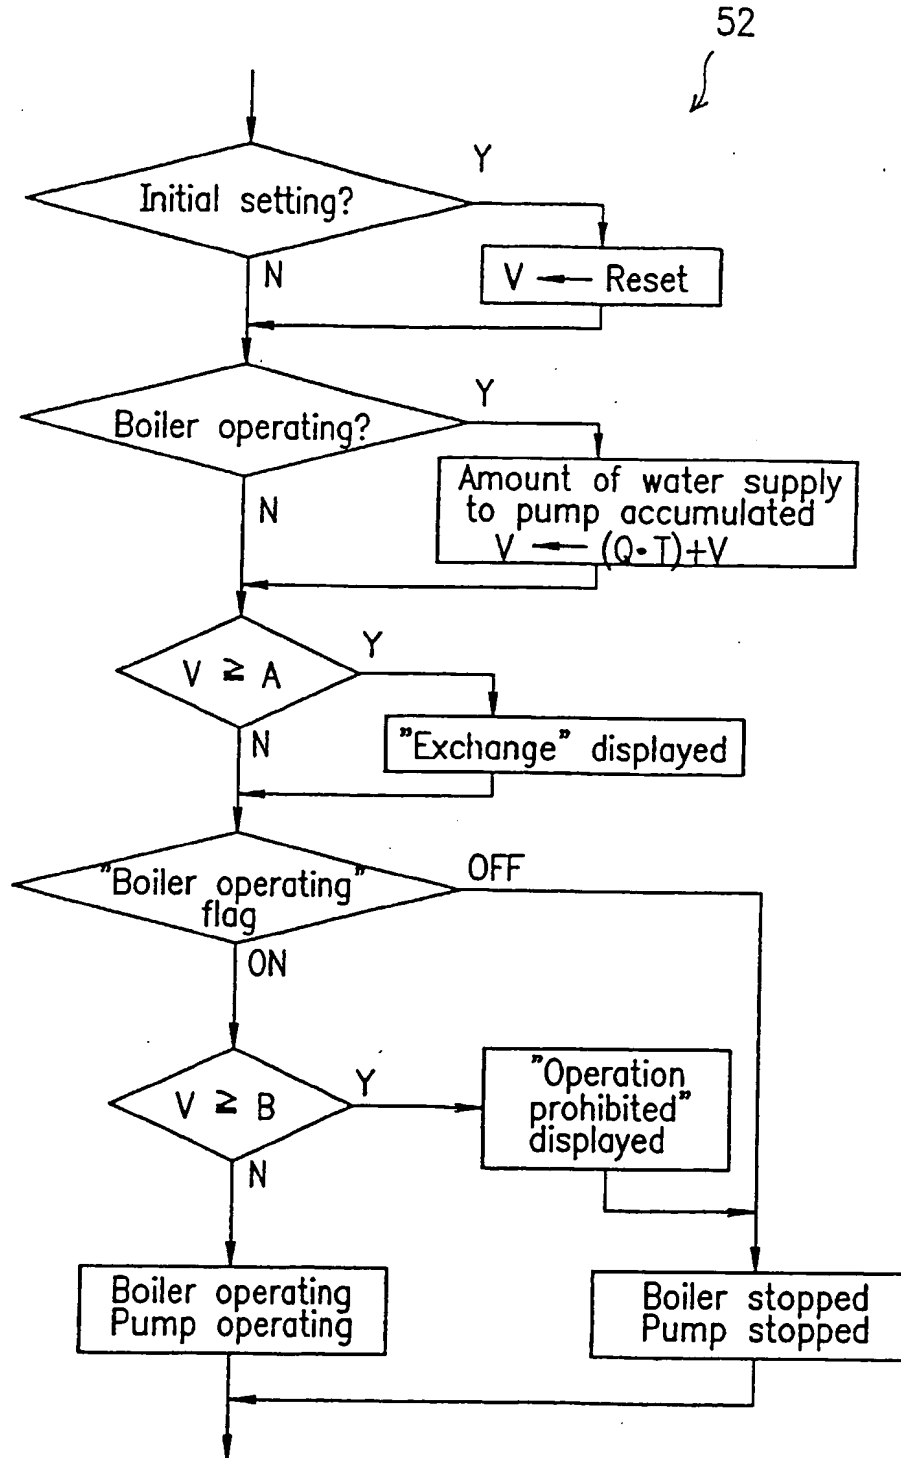 52
Y
Initial setting?
N
V ← Reset
Y
Boiler operating?
N
Amount of water supply
to pump accumulated
V ← (Q·T)+V
Y
V ≧ A
N
"Exchange" displayed
OFF
"Boiler operating"
flag
ON
Y
V ≧ B
N
"Operation
prohibited"
displayed
Boiler operating
Pump operating
Boiler stopped
Pump stopped